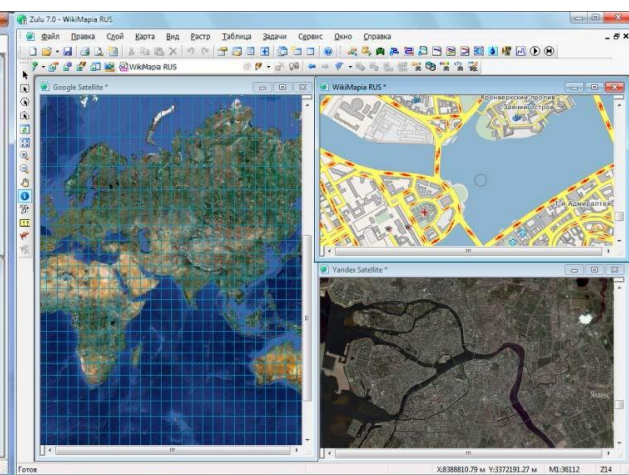 Zulu 7.0 - WikiMapia RUS
Файл Правка Слой Карта Вид Растр Таблица Задачи Сервис Окно Справка
WikiMapia RUS
Google Satellite *
WikiMapia RUS *
Кронверкский пролив
Заячий остров
Yandex Satellite *
Готов
X:8388810.79 м Y:3372191.27 м M1:36112 Z14